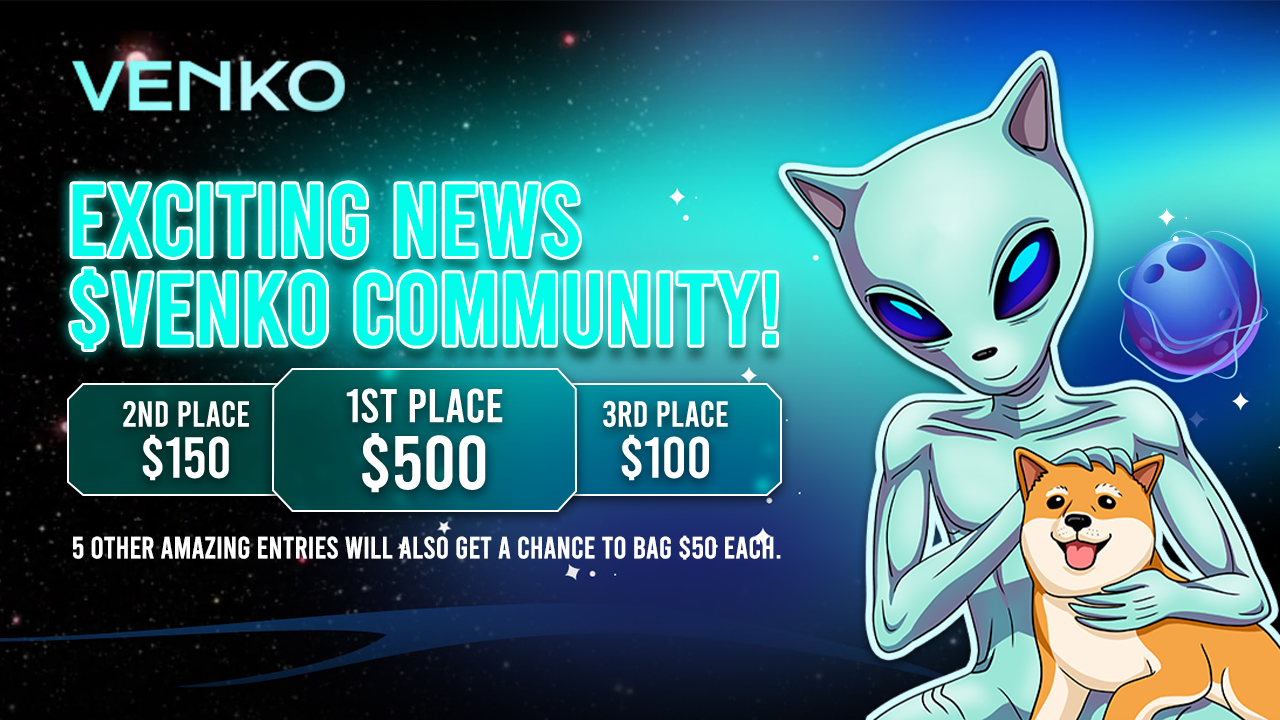 VENKO
EXCITING NEWS
$VENKO COMMUNITY!
2ND PLACE
$150
1ST PLACE
$500
3RD PLACE
$100
5 OTHER AMAZING ENTRIES WILL ALSO GET A CHANCE TO BAG $50 EACH.